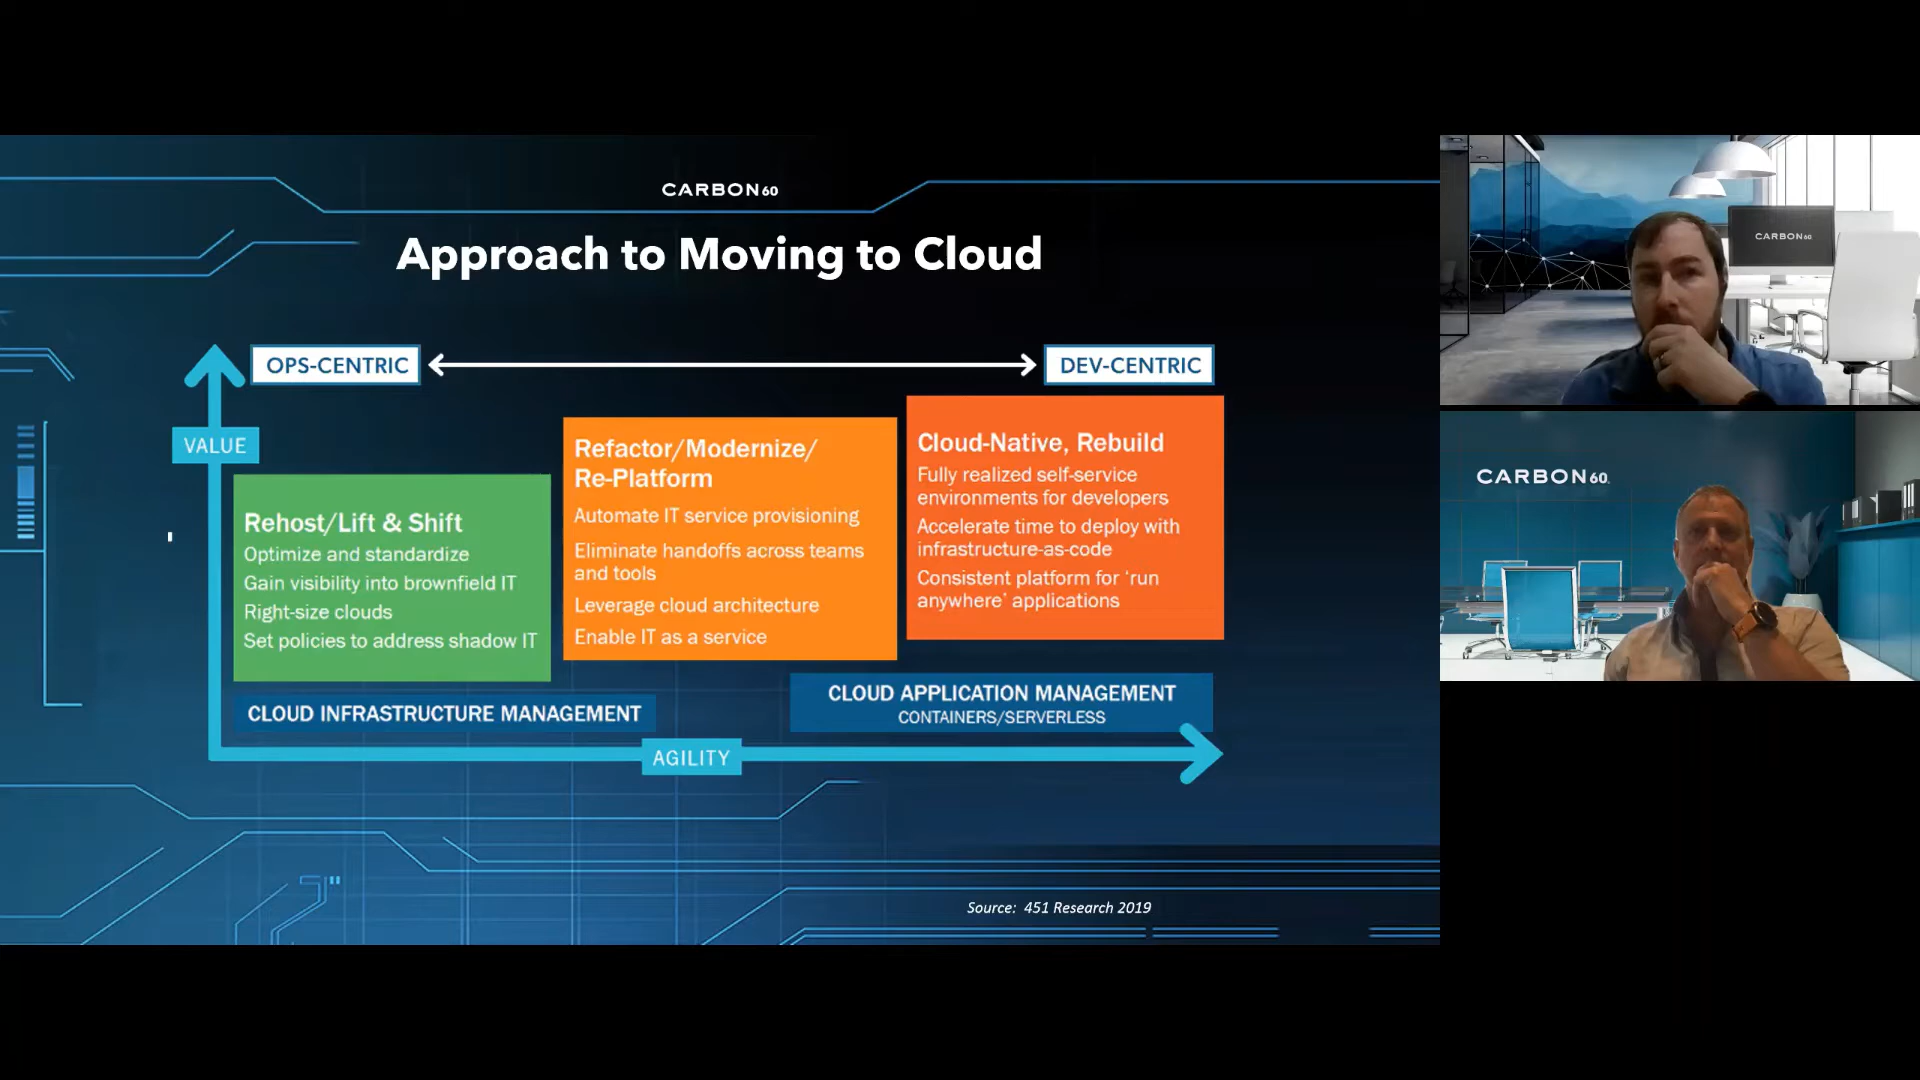 CARBON60
Approach to Moving to Cloud
OPS-CENTRIC
DEV-CENTRIC
VALUE
Rehost/Lift & Shift
Optimize and standardize
Gain visibility into brownfield IT
Right-size clouds
Set policies to address shadow IT
Refactor/Modernize/
Re-Platform
Automate IT service provisioning
Eliminate handoffs across teams
and tools
Leverage cloud architecture
Enable IT as a service
Cloud-Native, Rebuild
Fully realized self-service
environments for developers
Accelerate time to deploy with
infrastructure-as-code
Consistent platform for ‘run
anywhere’ applications
CLOUD INFRASTRUCTURE MANAGEMENT
CLOUD APPLICATION MANAGEMENT
CONTAINERS/SERVERLESS
AGILITY
Source: 451 Research 2019
CARBON60
CARBON60